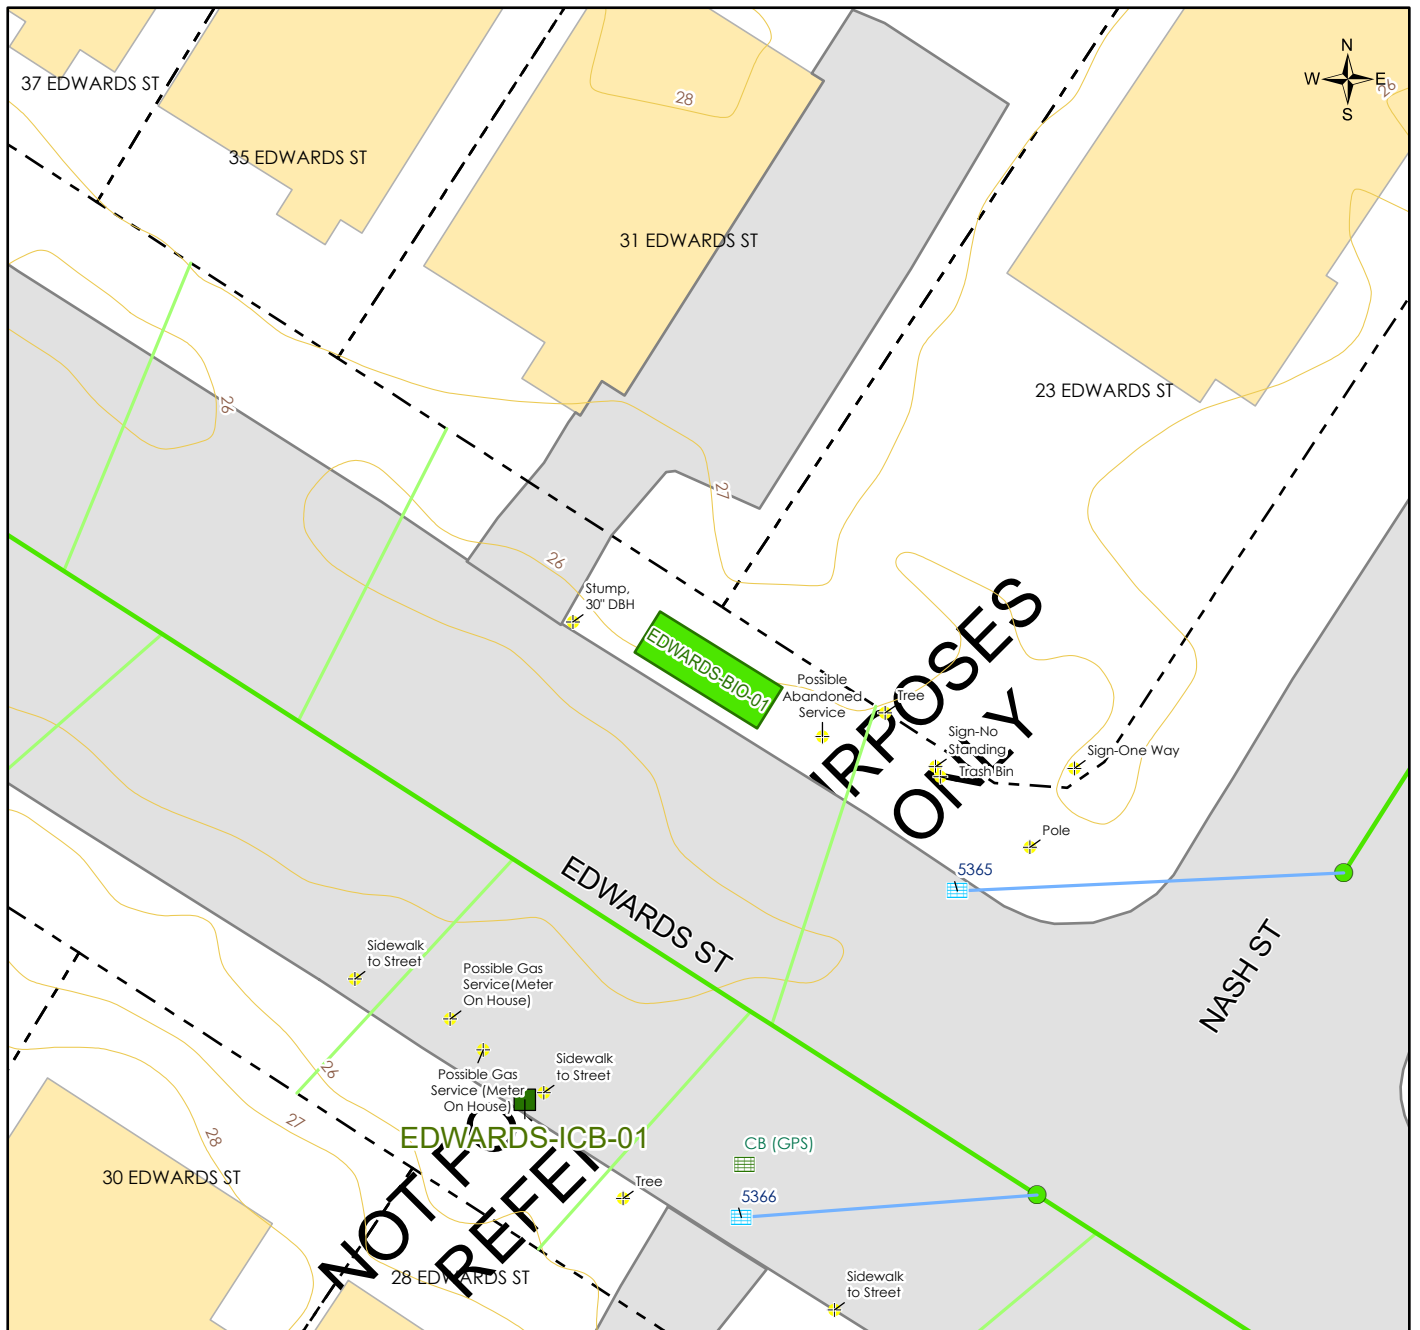 N
W E
S
26
37 EDWARDS ST
28
35 EDWARDS ST
31 EDWARDS ST
23 EDWARDS ST
26
27
26
Stump,
30" DBH
EDWARDS-BIO-01
Possible
Abandoned
Service
Tree
Sign-No
Standing
Trash Bin
Sign-One Way
Pole
5365
EDWARDS ST
NASH ST
Sidewalk
to Street
Possible Gas
Service(Meter
On House)
Possible Gas
Service (Meter
On House)
Sidewalk
to Street
26
27
28
EDWARDS-ICB-01
CB (GPS)
5366
Tree
30 EDWARDS ST
28 EDWARDS ST
Sidewalk
to Street
NOT
ONLY